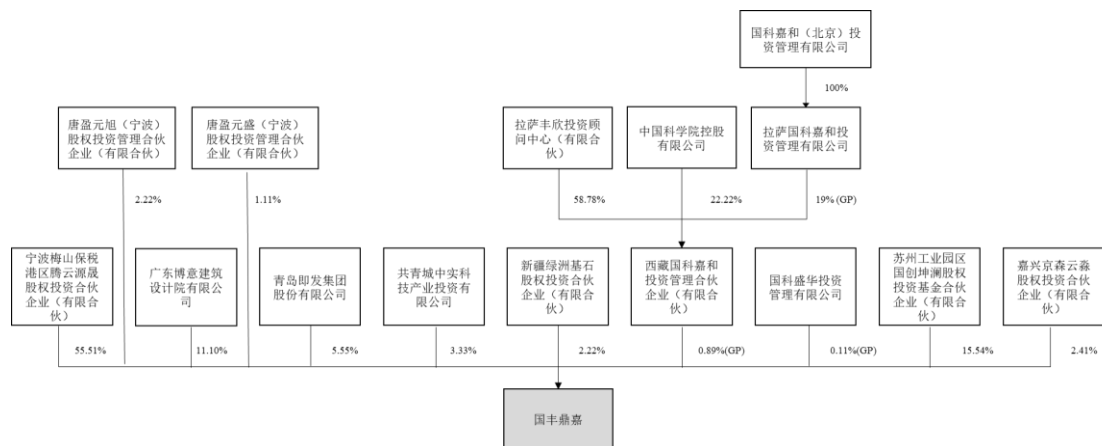 国科嘉和（北京）投
资管理有限公司
100%
唐盈元旭（宁波）
股权投资管理合伙
企业（有限合伙）
唐盈元盛（宁波）
股权投资管理合伙
企业（有限合伙）
拉萨丰欣投资顾
问中心（有限合
伙）
中国科学院控股
有限公司
拉萨国科嘉和投
资管理有限公司
2.22%
1.11%
58.78%
22.22%
19% (GP)
宁波梅山保税
港区腾云源晟
股权投资合伙
企业（有限合
伙）
广东博意建筑
设计院有限公
司
青岛即发集团
股份有限公司
共青城中实科
技产业投资有
限公司
新疆绿洲基石
股权投资合伙
企业（有限合
伙）
西藏国科嘉和
投资管理合伙
企业（有限合
伙）
国科盛华投资
管理有限公司
苏州工业园区
国创坤澜股权
投资基金合伙
企业（有限合
伙）
嘉兴京森云淼
股权投资合伙
企业（有限合
伙）
55.51%
11.10%
5.55%
3.33%
2.22%
0.89%(GP)
0.11%(GP)
15.54%
2.41%
国丰鼎嘉